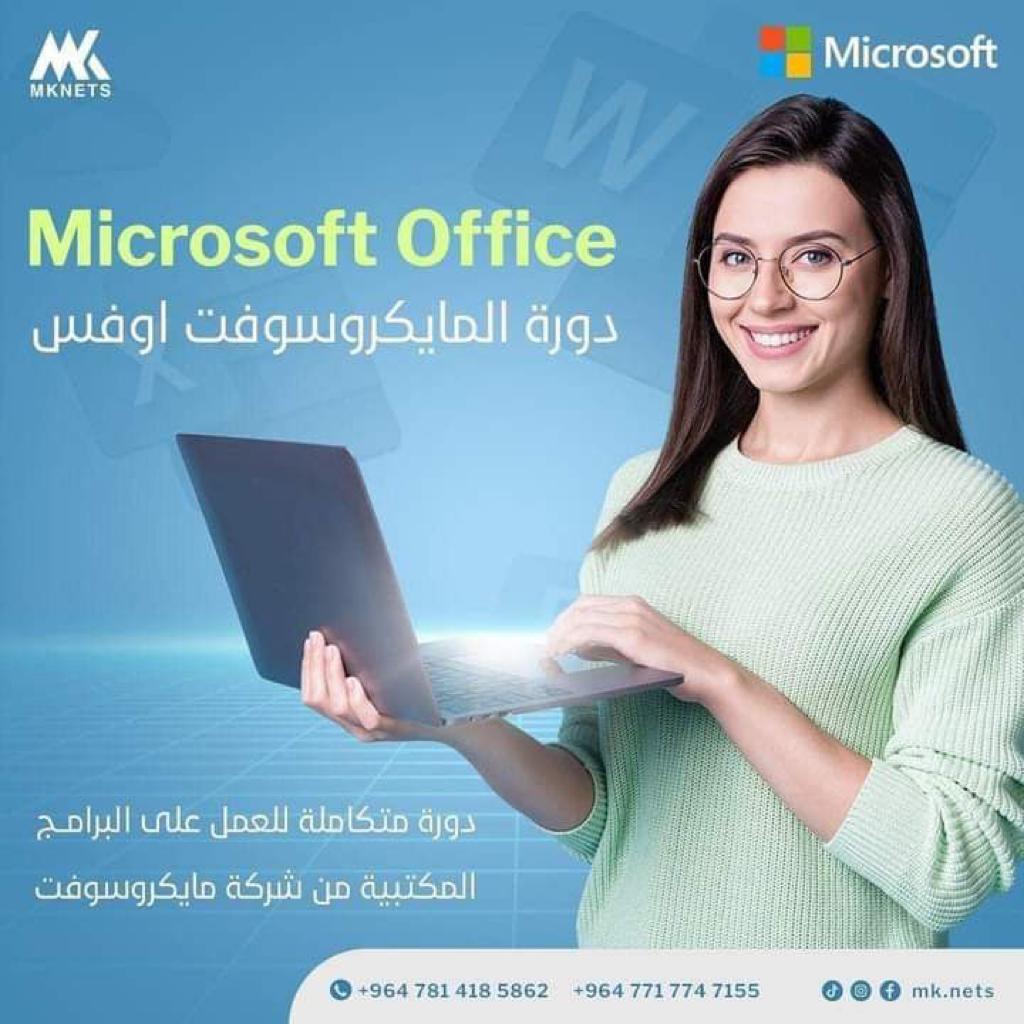 MK
MKNETS
Microsoft
W
Microsoft Office
دورة المايكروسوفت اوفس
X
دورة متكاملة للعمل على البرامج
المكتبية من شركة مايكروسوفت
+964 781 418 5862 +964 771 774 7155 mk.nets